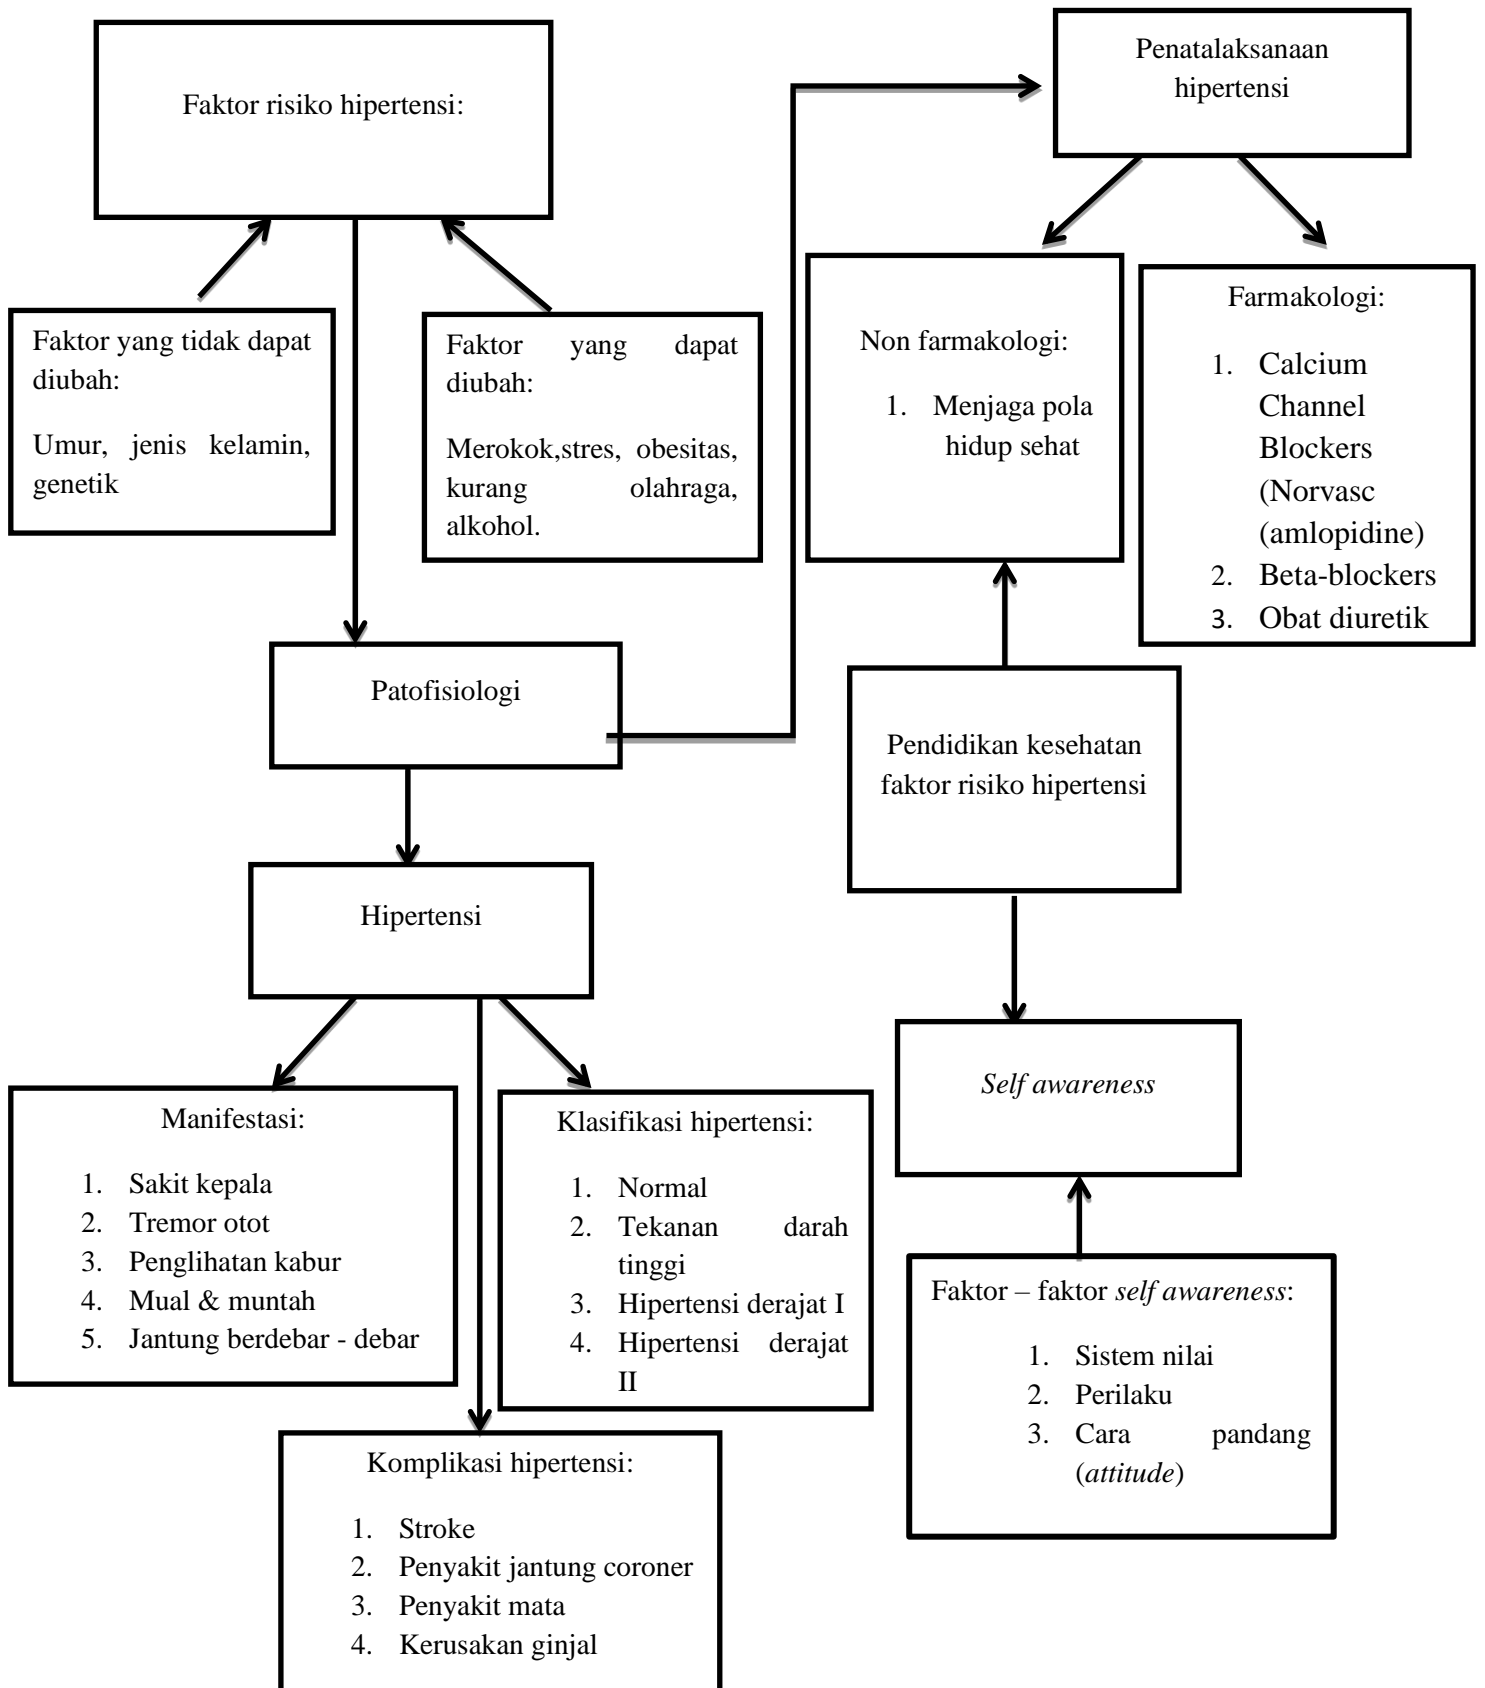 Faktor risiko hipertensi:
Penatalaksanaan
hipertensi
Faktor yang tidak dapat
diubah:
Umur, jenis kelamin,
genetik
Faktor yang dapat
diubah:
Merokok,stres, obesitas,
kurang olahraga,
alkohol.
Non farmakologi:
1. Menjaga pola
hidup sehat
Farmakologi:
1. Calcium
Channel
Blockers
(Norvasc
(amlopidine)
2. Beta-blockers
3. Obat diuretik
Patofisiologi
Pendidikan kesehatan
faktor risiko hipertensi
Hipertensi
Self awareness
Manifestasi:
1. Sakit kepala
2. Tremor otot
3. Penglihatan kabur
4. Mual & muntah
5. Jantung berdebar - debar
Klasifikasi hipertensi:
1. Normal
2. Tekanan darah
tinggi
3. Hipertensi derajat I
4. Hipertensi derajat
II
Faktor – faktor self awareness:
1. Sistem nilai
2. Perilaku
3. Cara pandang
(attitude)
Komplikasi hipertensi:
1. Stroke
2. Penyakit jantung coroner
3. Penyakit mata
4. Kerusakan ginjal